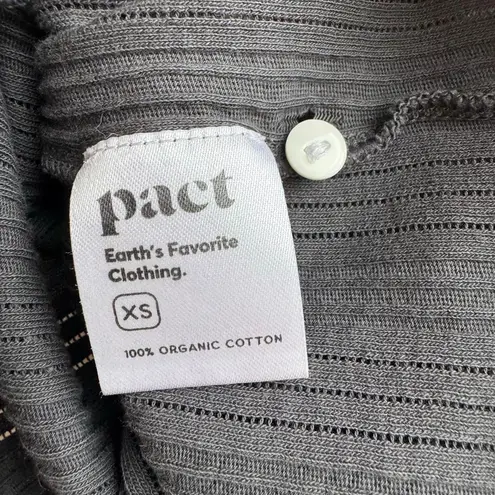 pact
Earth's Favorite
Clothing.
XS
100% ORGANIC COTTON